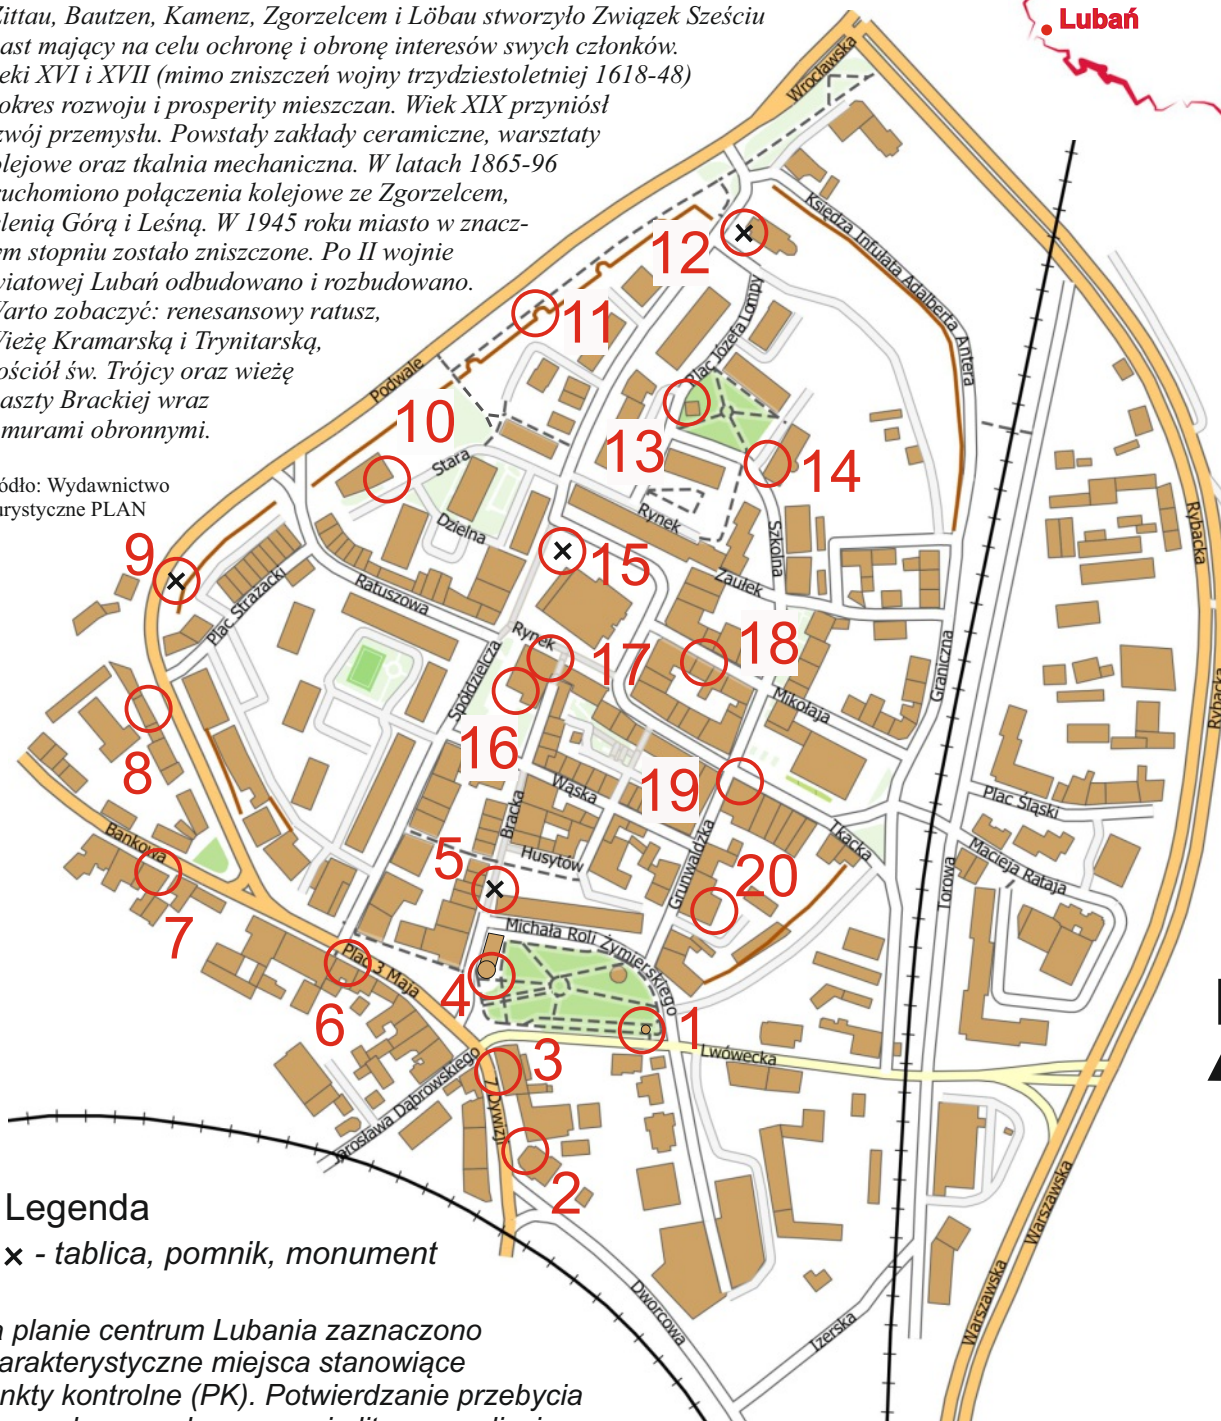 Zittau, Bautzen, Kamenz, Zgorzelcem i Löbau stworzyło Związek Sześciu
ast mający na celu ochronę i obronę interesów swych członków.
eki XVI i XVII (mimo zniszczeń wojny trzydziestoletniej 1618-48)
okres rozwoju i prosperity mieszczan. Wiek XIX przyniósł
zwój przemysłu. Powstały zakłady ceramiczne, warsztaty
olejowe oraz tkalnia mechaniczna. W latach 1865-96
ruchomiono połączenia kolejowe ze Zgorzelcem,
elenią Górą i Leśną. W 1945 roku miasto w znacz-
ym stopniu zostało zniszczone. Po II wojnie
wiatowej Lubań odbudowano i rozbudowano.
Warto zobaczyć: renesansowy ratusz,
Wieżę Kramarską i Trynitarską,
ościół św. Trójcy oraz wieżę
aszty Brackiej wraz
murami obronnymi.
ódło: Wydawnictwo
urystyczne PLAN
Lubań
Wrocławska
Księdza Infułata Adalberta Antera
12
11
Plac Józefa Lompy
Podwale
10
13
14
Stara
Rynek
Dzielna
Szkolna
Rybacka
9
15
Zaułek
Plac Strażacki
Ratuszowa
Rynek
17
18
Graniczna
Spółdzielcza
Mikołaja
Rybacka
8
16
19
Wąska
Plac Śląski
Bracka
Tkacka
Bankowa
5
Husytów
Grunwaldzka
20
Macieja Rataja
Torowa
7
Michała Roli Żymierskiego
Plac 3 Maja
4
6
1
3
Lwówecka
Jarosława Dąbrowskiego
7 Dywizji
2
Warszawska
Legenda
× - tablica, pomnik, monument
Dworcowa
Izerska
Warszawska
a planie centrum Lubania zaznaczono
arakterystyczne miejsca stanowiące
nkty kontrolne (PK). Potwierdzanie przebycia